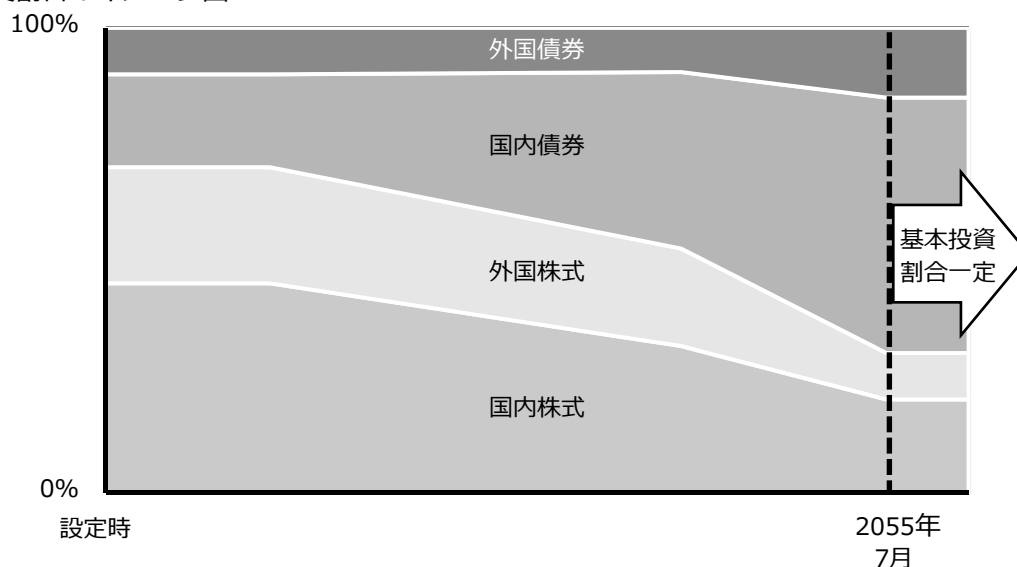 100%
外国債券
国内債券
基本投資
割合一定
外国株式
国内株式
0%
設定時
2055年
7月